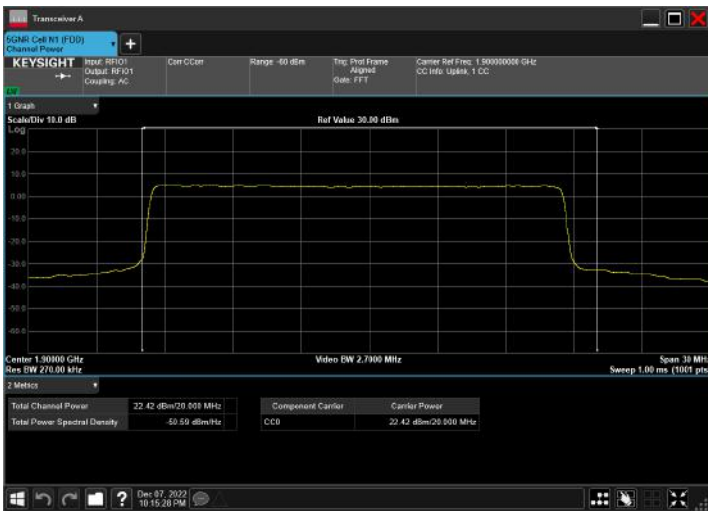 Transceiver A
5GNR Cell N1 (FDD)
Channel Power
KEYSIGHT
Input: RFIO1
Output: RFIO1
Coupling: AC
Corr CCorr
Range: -60 dBm
Trig: Prot Frame
Aligned
Gate: FFT
Carrier Ref Freq: 1.900000000 GHz
CC Info: Uplink, 1 CC
1 Graph
Scale/Div 10.0 dB
Ref Value 30.00 dBm
Log
20.0
10.0
0.00
-10.0
-20.0
-30.0
-40.0
-50.0
-60.0
Center 1.90000 GHz
Video BW 2.7000 MHz
Span 30 MHz
Res BW 270.00 kHz
Sweep 1.00 ms (1001 pts
2 Metrics
Total Channel Power 22.42 dBm/20.000 MHz
Total Power Spectral Density -50.59 dBm/Hz
Component Carrier Carrier Power
CC0 22.42 dBm/20.000 MHz
?
Dec 07, 2022
10:15:28 PM